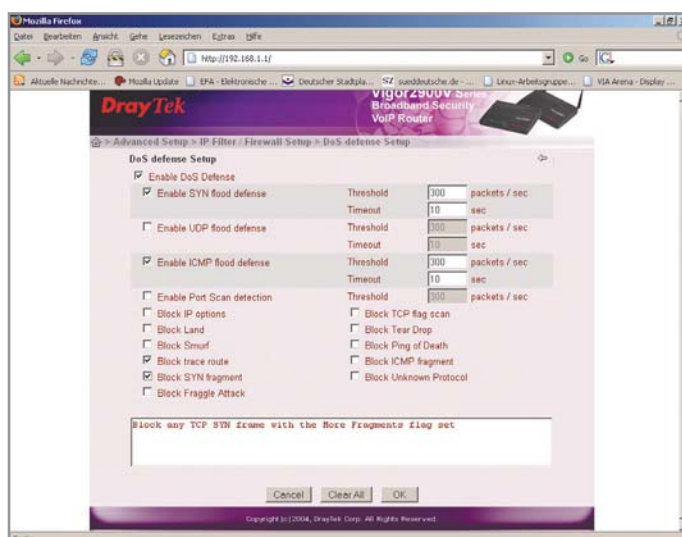 Mozilla Firefox
Datei Bearbeiten Ansicht Gehe Lesezeichen Extras Hilfe
http://192.168.1.1/ Go
Aktuelle Nachrichte... Mozilla Update EPA - Elektronische ... Deutscher Stadtpla... SZ sueddeutsche.de - ... Linux-Arbeitsgruppe... VIA Arena - Display ...
DrayTek
Vigor2900V Series
Broadband Security
VoIP Router
> Advanced Setup > IP Filter / Firewall Setup > DoS defense Setup
DoS defense Setup
Enable DoS Defense
Enable SYN flood defense Threshold 300 packets / sec
Timeout 10 sec
Enable UDP flood defense Threshold 300 packets / sec
Timeout 10 sec
Enable ICMP flood defense Threshold 300 packets / sec
Timeout 10 sec
Enable Port Scan detection Threshold 300 packets / sec
Block IP options Block TCP flag scan
Block Land Block Tear Drop
Block Smurf Block Ping of Death
Block trace route Block ICMP fragment
Block SYN fragment Block Unknown Protocol
Block Fraggle Attack
Block any TCP SYN frame with the More Fragments flag set
Cancel Clear All OK
Copyright (c) 2004, DrayTek Corp. All Rights Reserved.